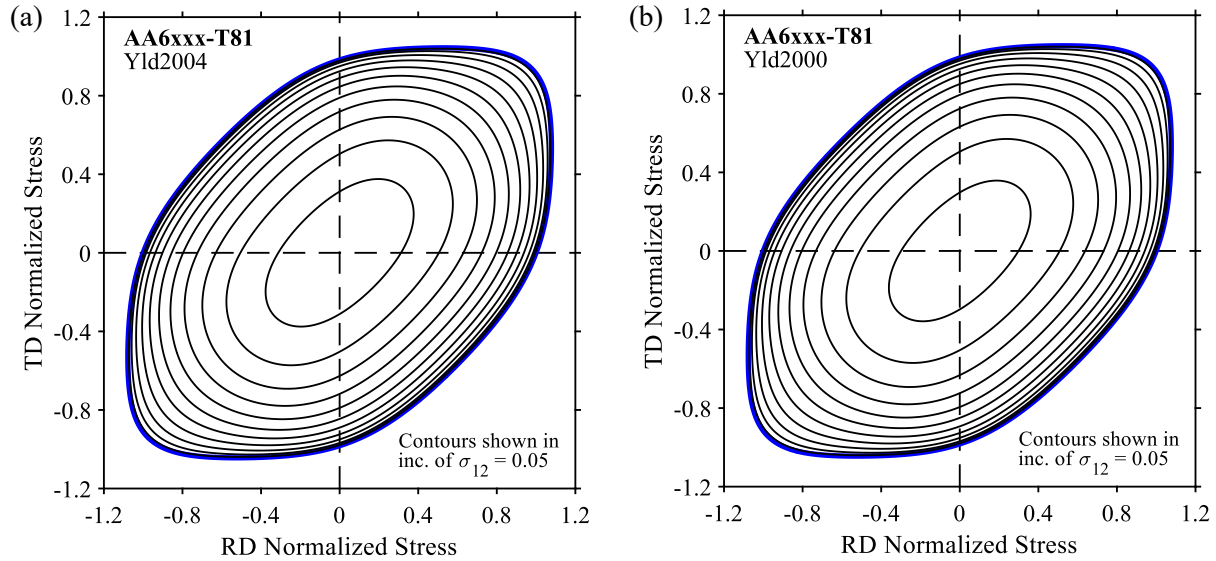 (a)
AA6xxx-T81
Yld2004
1.2
0.8
0.4
0
-0.4
-0.8
-1.2
TD Normalized Stress
Contours shown in
inc. of σ12 = 0.05
-1.2 -0.8 -0.4 0 0.4 0.8 1.2
RD Normalized Stress
(b)
AA6xxx-T81
Yld2000
1.2
0.8
0.4
0
-0.4
-0.8
-1.2
TD Normalized Stress
Contours shown in
inc. of σ12 = 0.05
-1.2 -0.8 -0.4 0 0.4 0.8 1.2
RD Normalized Stress